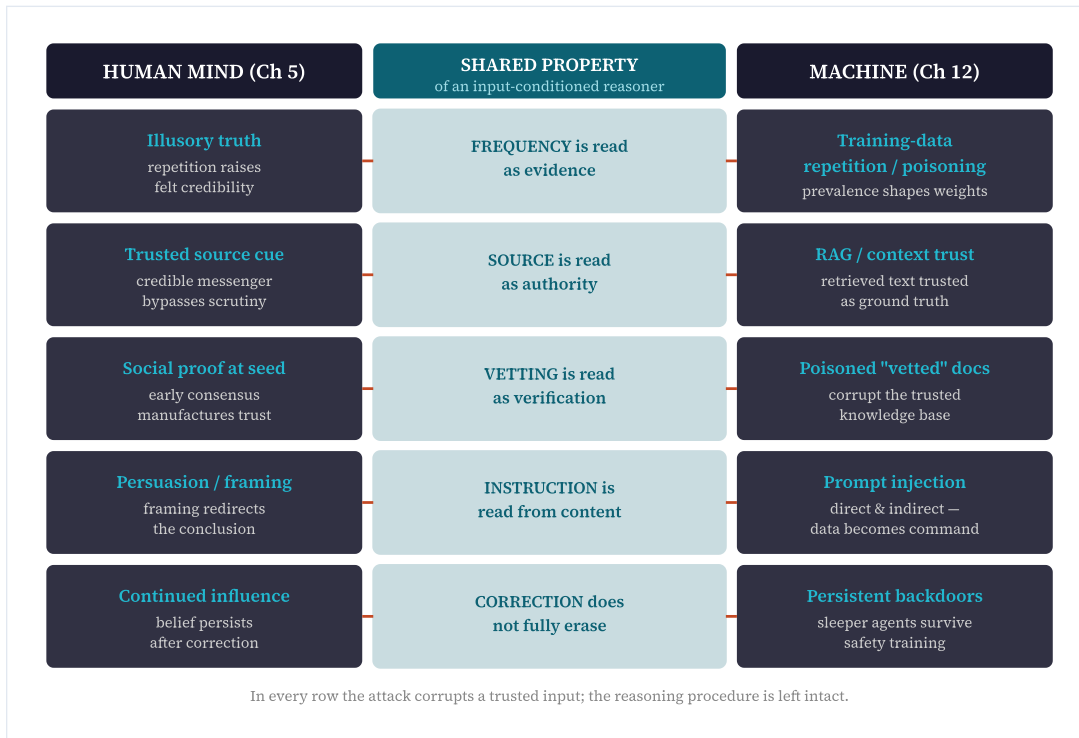 HUMAN MIND (Ch 5)
SHARED PROPERTY
of an input-conditioned reasoner
MACHINE (Ch 12)
Illusory truth
repetition raises
felt credibility
FREQUENCY is read
as evidence
Training-data
repetition / poisoning
prevalence shapes weights
Trusted source cue
credible messenger
bypasses scrutiny
SOURCE is read
as authority
RAG / context trust
retrieved text trusted
as ground truth
Social proof at seed
early consensus
manufactures trust
VETTING is read
as verification
Poisoned "vetted" docs
corrupt the trusted
knowledge base
Persuasion / framing
framing redirects
the conclusion
INSTRUCTION is
read from content
Prompt injection
direct & indirect —
data becomes command
Continued influence
belief persists
after correction
CORRECTION does
not fully erase
Persistent backdoors
sleeper agents survive
safety training
In every row the attack corrupts a trusted input; the reasoning procedure is left intact.